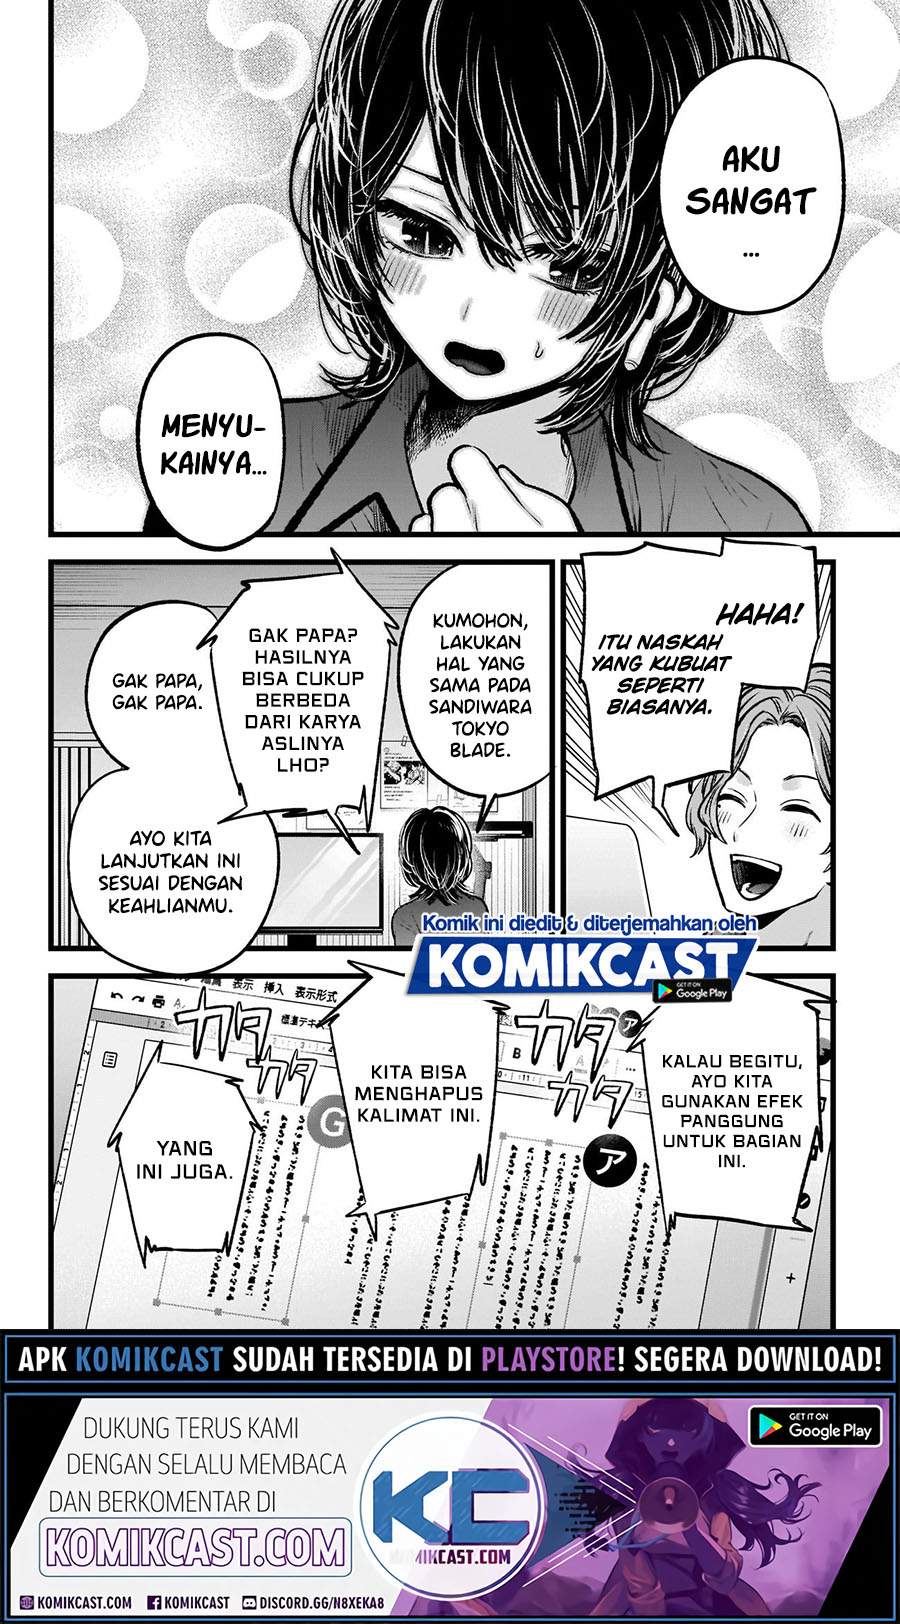 AKU
SANGAT
...
MENYU-
KAINYA...
HAHA!
ITU NASKAH
YANG KUBUAT
SEPERTI
BIASANYA.
KUMOHON,
LAKUKAN
HAL YANG
SAMA PADA
SANDIWARA
TOKYO
BLADE.
GAK PAPA?
HASILNYA
BISA CUKUP
BERBEDA
DARI KARYA
ASLINYA
LHO?
GAK PAPA,
GAK PAPA.
AYO KITA
LANJUTKAN INI
SESUAI DENGAN
KEAHLIANMU.
Komik ini diedit & diterjemahkan oleh
KOMIKCAST
GET IT ON
Google Play
表示 挿入 表示形式
カタ
カタ
カタ
カタ
ア
B
KALAU BEGITU,
AYO KITA
GUNAKAN EFEK
PANGGUNG
UNTUK BAGIAN
INI.
ア
KITA BISA
MENGHAPUS
KALIMAT INI.
G
YANG
INI JUGA.
APK KOMIKCAST SUDAH TERSEDIA DI PLAYSTORE! SEGERA DOWNLOAD!
DUKUNG TERUS KAMI
DENGAN SELALU MEMBACA
DAN BERKOMENTAR DI
KOMIKCAST.COM
KC
KOMIKCAST.COM
GET IT ON
Google Play
KOMIKCAST.COM KOMIKCAST DISCORD.GG/N8XEKA8